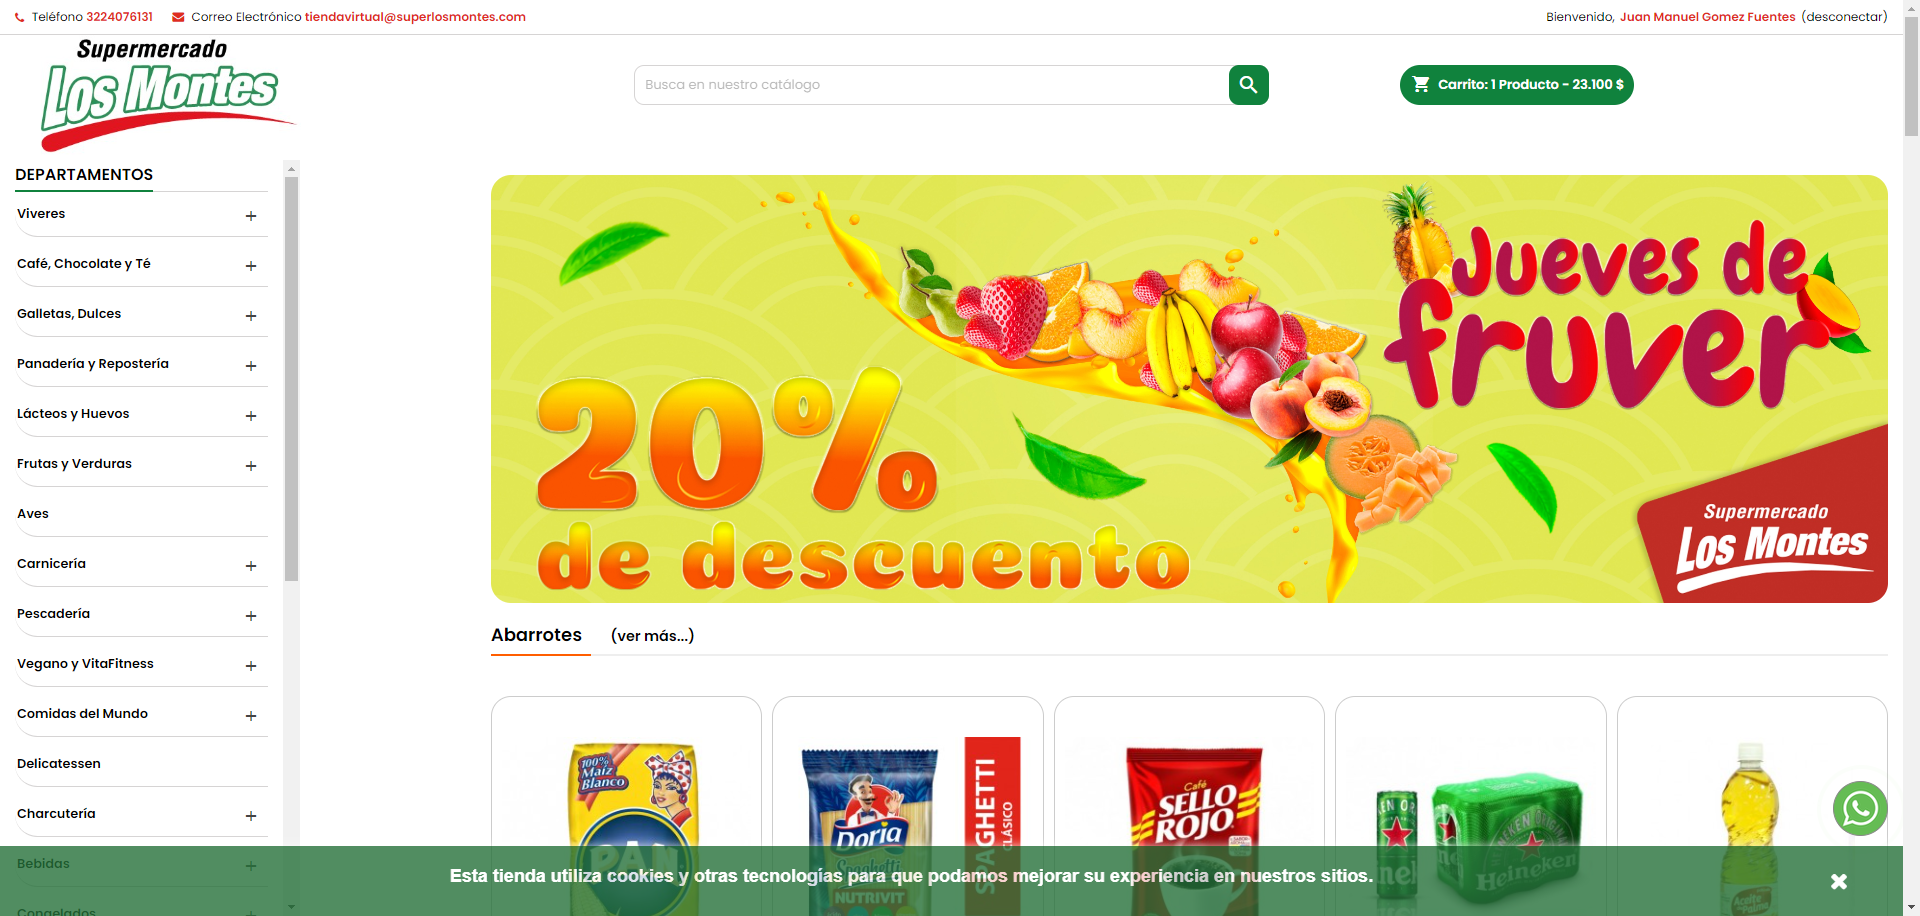 Teléfono 3224076131 Correo Electrónico tiendavirtual@superlosmontes.com
Bienvenido, Juan Manuel Gomez Fuentes (desconectar)
Supermercado
Los Montes
Busca en nuestro catálogo
Carrito: 1 Producto - 23.100 $
DEPARTAMENTOS
Viveres
Café, Chocolate y Té
Galletas, Dulces
Panadería y Repostería
Lácteos y Huevos
Frutas y Verduras
Aves
Carnicería
Pescadería
Vegano y VitaFitness
Comidas del Mundo
Delicatessen
Charcutería
Bebidas
Congelados
Jueves de
fruver
20%
de descuento
Supermercado
Los Montes
Abarrotes (ver más...)
100%
Maíz
Blanco
PAN
Doria
Spaghetti
NUTRIVIT
SPAGHETTI
CLÁSICO
Café
SELLO
ROJO
Heineken
Esta tienda utiliza cookies y otras tecnologías para que podamos mejorar su experiencia en nuestros sitios.